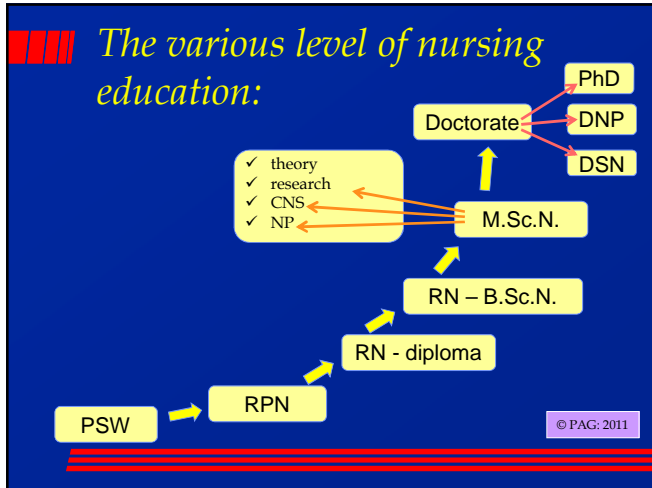 The various level of nursing
education:
PhD
Doctorate
DNP
DSN
✓ theory
✓ research
✓ CNS
✓ NP
M.Sc.N.
RN – B.Sc.N.
RN - diploma
RPN
PSW
© PAG: 2011